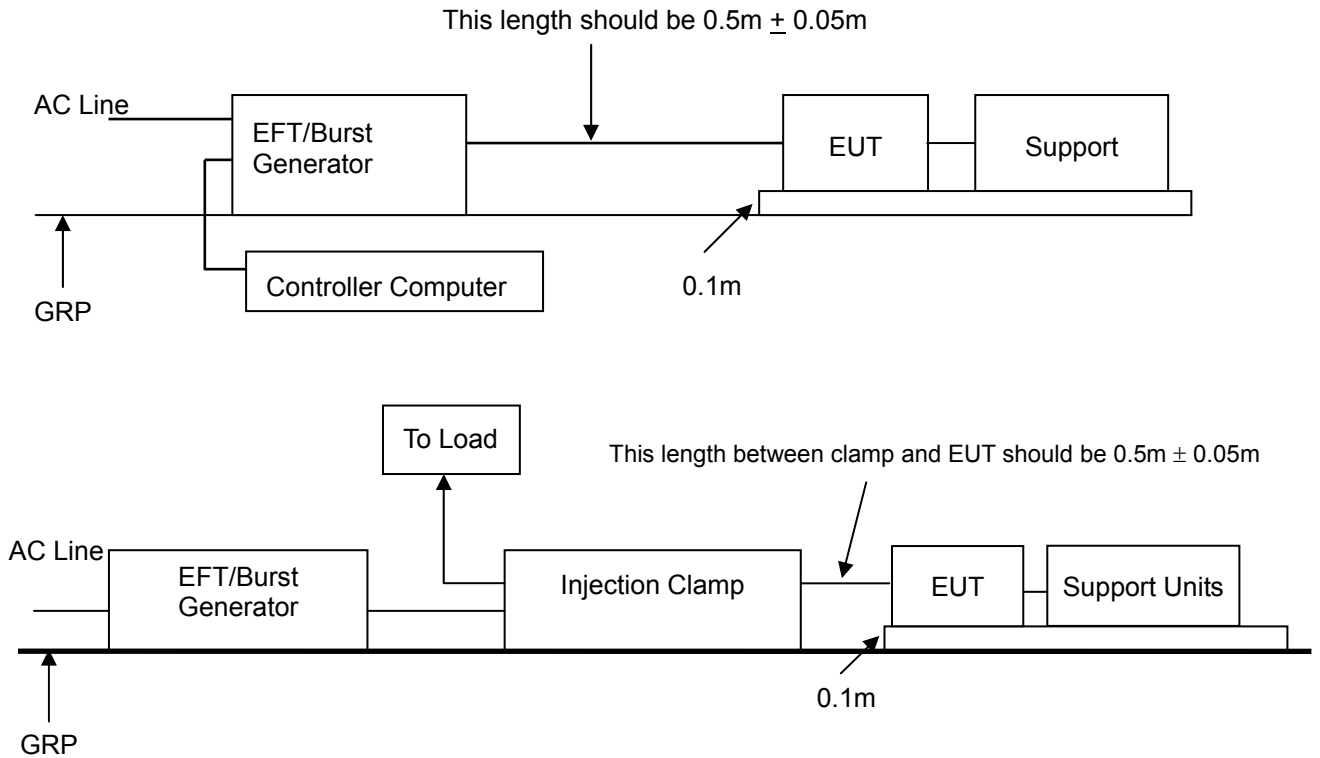 This length should be 0.5m ± 0.05m
AC Line
EFT/Burst
Generator
EUT
Support
Controller Computer
0.1m
GRP
To Load
This length between clamp and EUT should be 0.5m ± 0.05m
AC Line
EFT/Burst
Generator
Injection Clamp
EUT
Support Units
0.1m
GRP